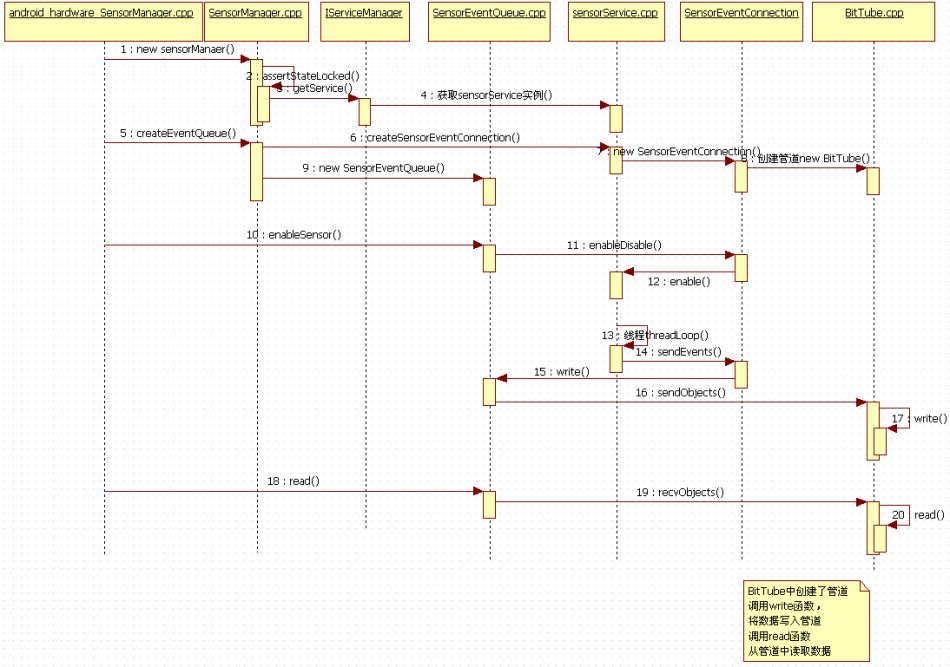 android_hardware_SensorManager.cpp
SensorManager.cpp
IServiceManager
SensorEventQueue.cpp
sensorService.cpp
SensorEventConnection
BitTube.cpp
1 : new sensorManaer()
2 : assertStateLocked()
3 : getService()
4 : 获取sensorService实例()
5 : createEventQueue()
6 : createSensorEventConnection()
7 : new SensorEventConnection()
8 : 创建管道new BitTube()
9 : new SensorEventQueue()
10 : enableSensor()
11 : enableDisable()
12 : enable()
13 : 线程threadLoop()
14 : sendEvents()
15 : write()
16 : sendObjects()
17 : write()
18 : read()
19 : recvObjects()
20 read()
BitTube中创建了管道
调用write函数，
将数据写入管道
调用read函数
从管道中读取数据